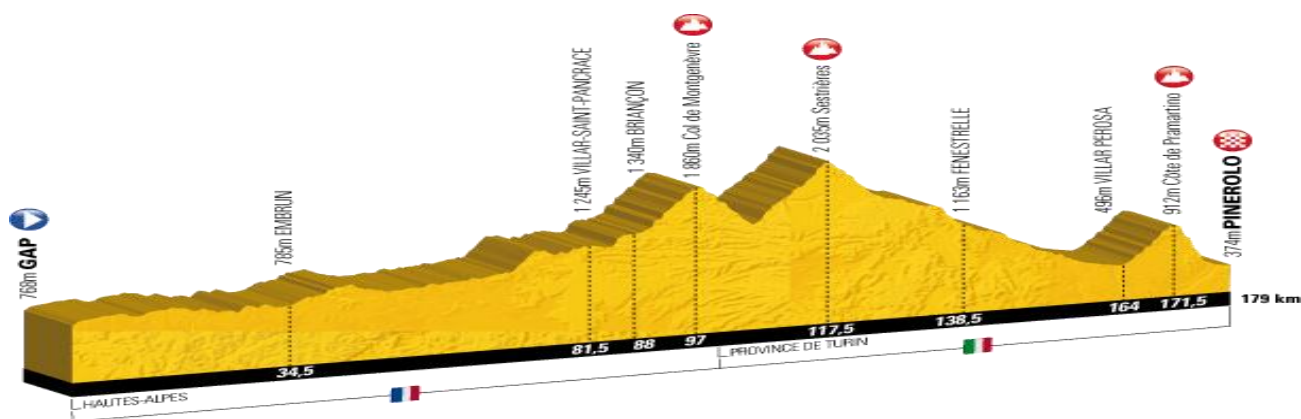 768m GAP
785m EMBRUN
1 245m VILLAR-SAINT-PANCRACE
1 340m BRIANÇON
1 860m Col de Montgenèvre
2 035m Sestrières
1 163m FENESTRELLE
496m VILLAR PEROSA
912m Côte de Pramartino
374m PINEROLO
34,5
81,5
88
97
117,5
138,5
164
171,5
179 km
HAUTES-ALPES
PROVINCE DE TURIN